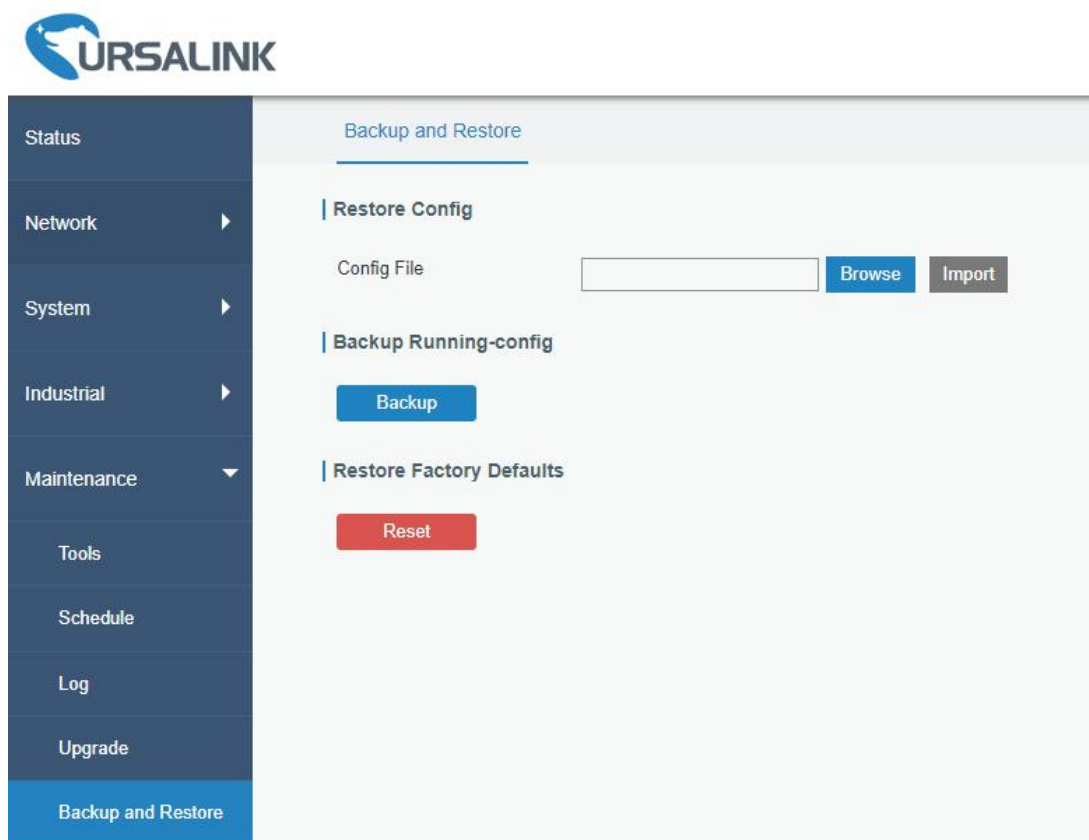 URSALINK
Status
Backup and Restore
Network
Restore Config
Config File
Browse
Import
System
Backup Running-config
Industrial
Backup
Maintenance
Restore Factory Defaults
Reset
Tools
Schedule
Log
Upgrade
Backup and Restore